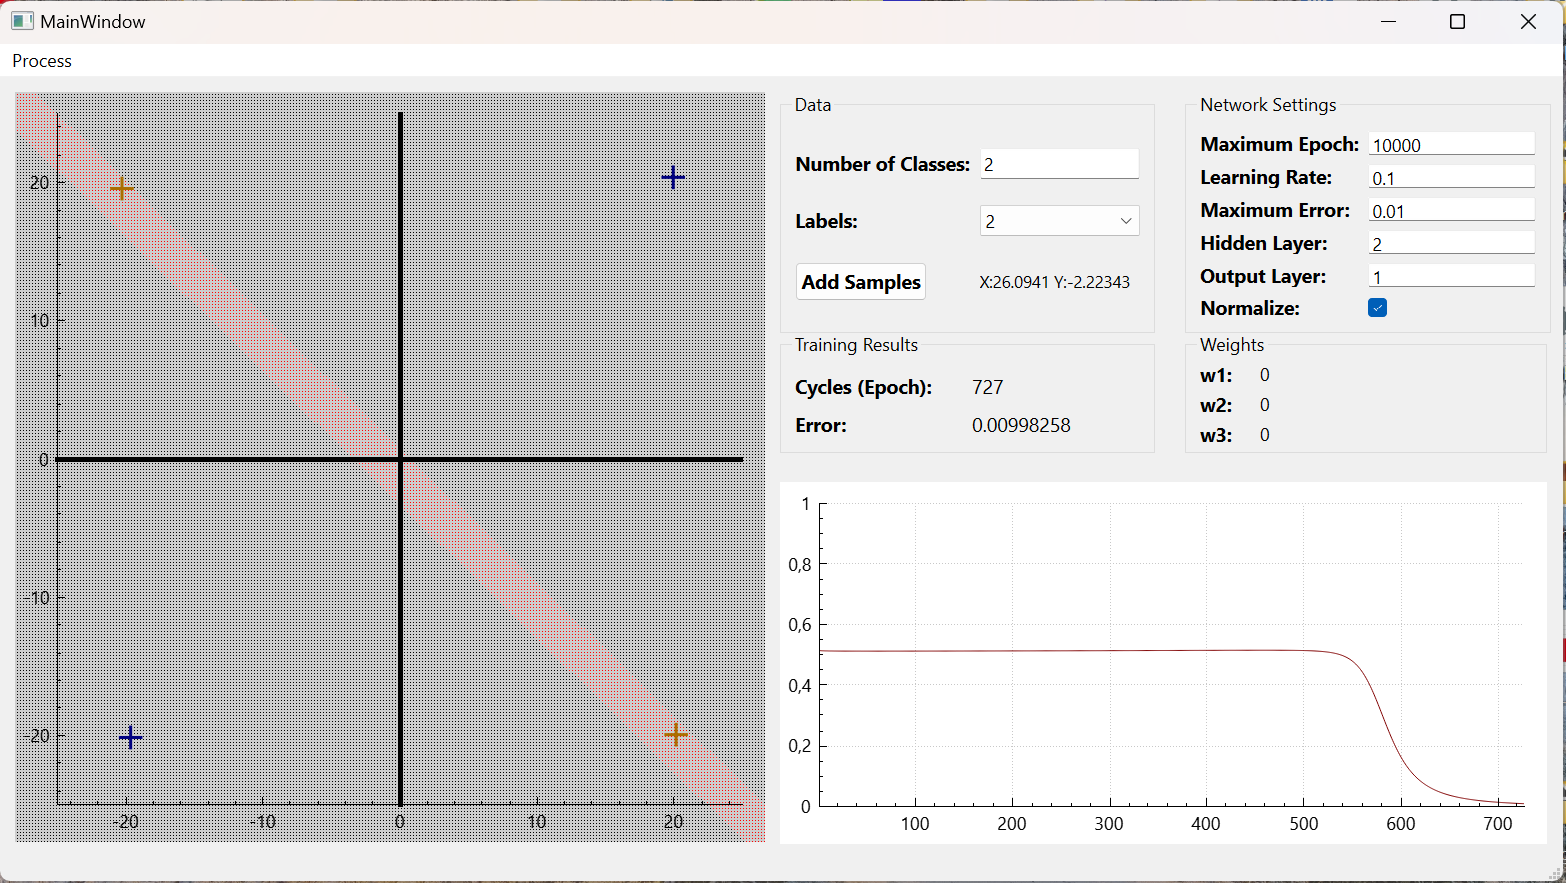 MainWindow
Process
Data
Number of Classes: 2
Labels: 2
Add Samples X:26.0941 Y:-2.22343
Network Settings
Maximum Epoch: 10000
Learning Rate: 0.1
Maximum Error: 0.01
Hidden Layer: 2
Output Layer: 1
Normalize:
Training Results
Cycles (Epoch): 727
Error: 0.00998258
Weights
w1: 0
w2: 0
w3: 0
20
10
0
-10
-20
-20 -10 0 10 20
1
0,8
0,6
0,4
0,2
0
100 200 300 400 500 600 700